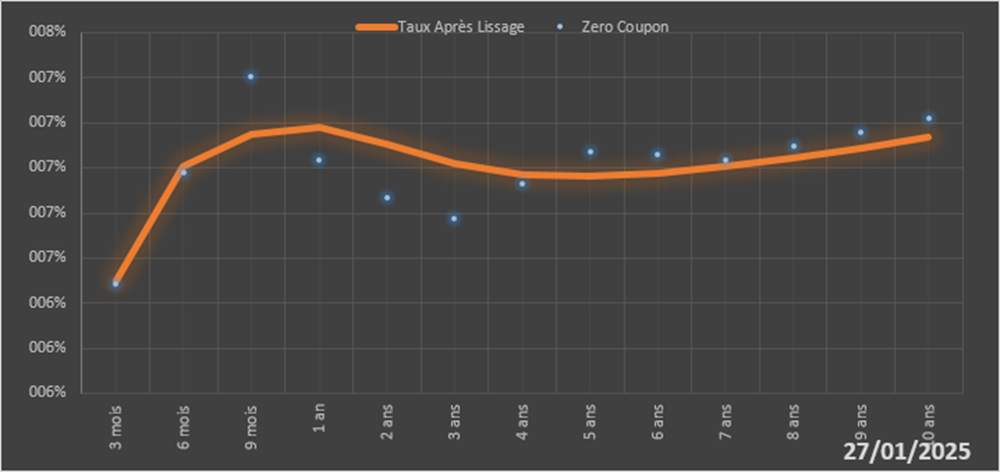 Taux Après Lissage Zero Coupon
008%
007%
007%
007%
007%
007%
006%
006%
006%
3 mois
6 mois
9 mois
1 an
2 ans
3 ans
4 ans
5 ans
6 ans
7 ans
8 ans
9 ans
10 ans
27/01/2025